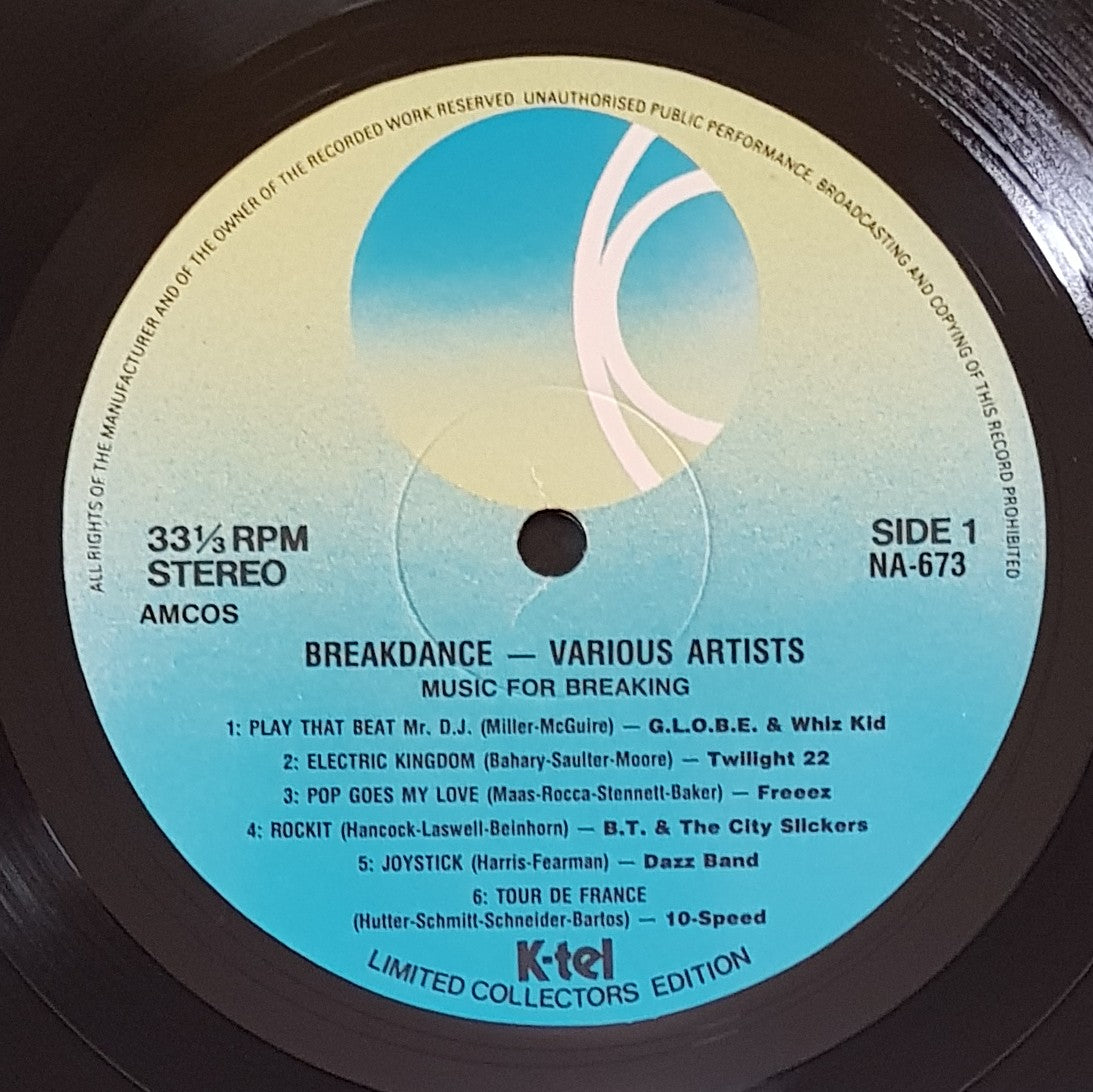 ALL RIGHTS OF THE MANUFACTURER AND OF THE OWNER OF THE RECORDED WORK RESERVED. UNAUTHORISED PUBLIC PERFORMANCE, BROADCASTING AND COPYING OF THIS RECORD PROHIBITED
33⅓ RPM
STEREO
AMCOS
SIDE 1
NA-673
BREAKDANCE — VARIOUS ARTISTS
MUSIC FOR BREAKING
1: PLAY THAT BEAT Mr. D.J. (Miller-McGuire) — G.L.O.B.E. & Whiz Kid
2: ELECTRIC KINGDOM (Bahary-Saulter-Moore) — Twilight 22
3: POP GOES MY LOVE (Maas-Rocca-Stennett-Baker) — Freeez
4: ROCKIT (Hancock-Laswell-Beinhorn) — B.T. & The City Slickers
5: JOYSTICK (Harris-Fearman) — Dazz Band
6: TOUR DE FRANCE
(Hutter-Schmitt-Schneider-Bartos) — 10-Speed
K-tel
LIMITED COLLECTORS EDITION